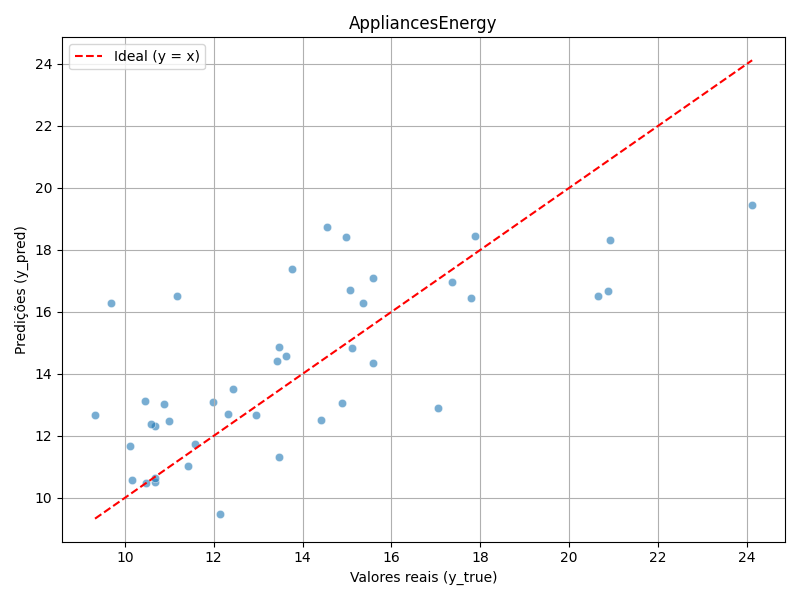 AppliancesEnergy
Ideal (y = x)
24
22
20
18
16
14
12
10
Predições (y_pred)
10 12 14 16 18 20 22 24
Valores reais (y_true)